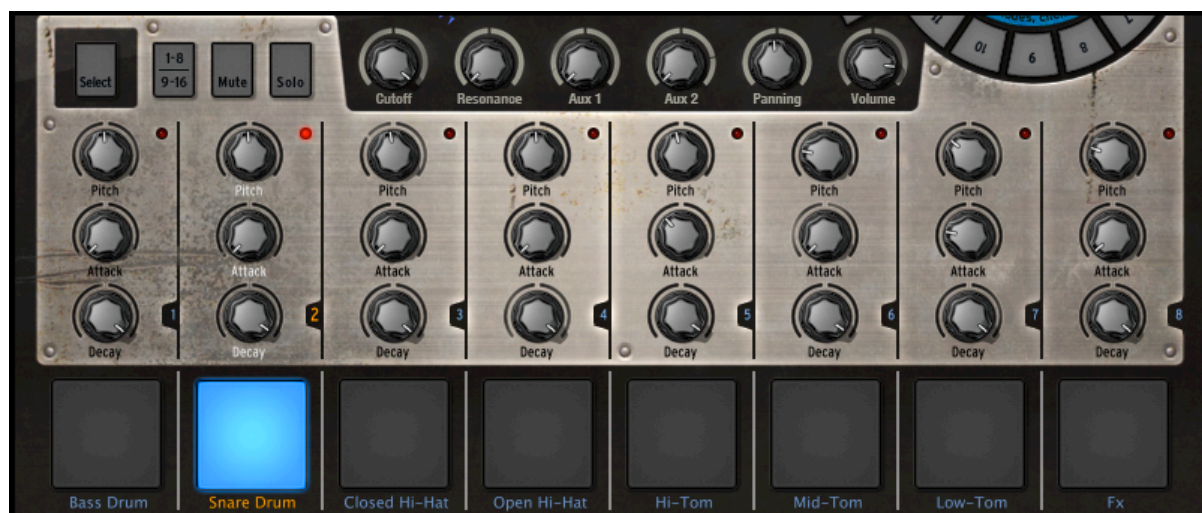 Select
1-8
9-16
Mute
Solo
Cutoff
Resonance
Aux 1
Aux 2
Panning
Volume
11
10
9
8
7
Pitch Pitch Pitch Pitch Pitch Pitch Pitch Pitch
Attack Attack Attack Attack Attack Attack Attack Attack
1 2 3 4 5 6 7 8
Decay Decay Decay Decay Decay Decay Decay Decay
Bass Drum
Snare Drum
Closed Hi-Hat
Open Hi-Hat
Hi-Tom
Mid-Tom
Low-Tom
Fx